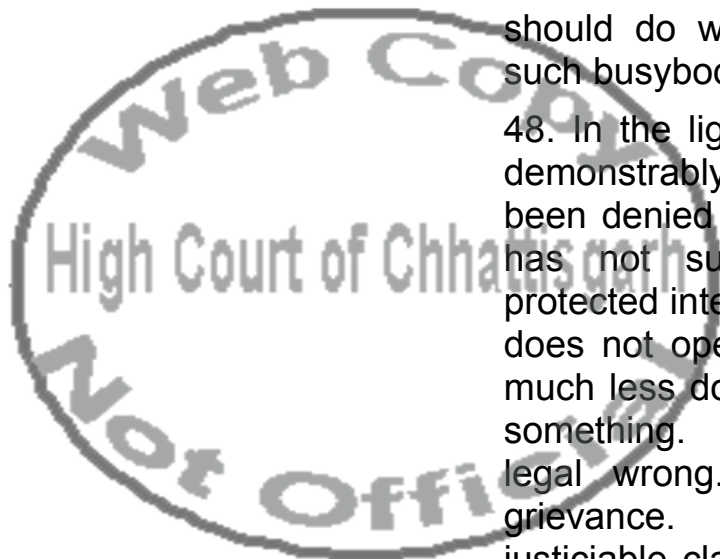 should do w
such busyboo
48. In the lig
demonstrably
been denied
has not su
protected inte
does not ope
much less do
something.
legal wrong.
grievance.
justiciable cla
Web Copy
High Court of Chhattisgarh
Not Official